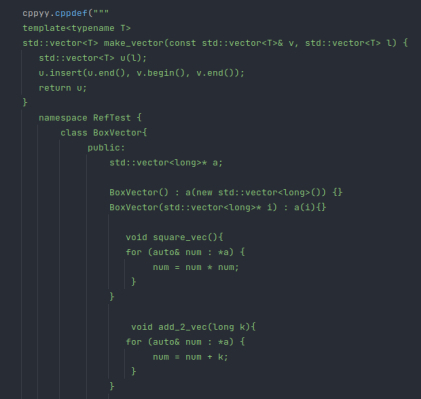 cppyy.cppdef("""
template<typename T>
std::vector<T> make_vector(const std::vector<T>& v, std::vector<T> l) {
   std::vector<T> u(l);
   u.insert(u.end(), v.begin(), v.end());
   return u;
}
   namespace RefTest {
       class BoxVector{
            public:
                std::vector<long>* a;

                BoxVector() : a(new std::vector<long>()) {}
                BoxVector(std::vector<long>* i) : a(i){}

                   void square_vec(){
                   for (auto& num : *a) {
                        num = num * num;
                    }
                }

                    void add_2_vec(long k){
                   for (auto& num : *a) {
                        num = num + k;
                    }
                }